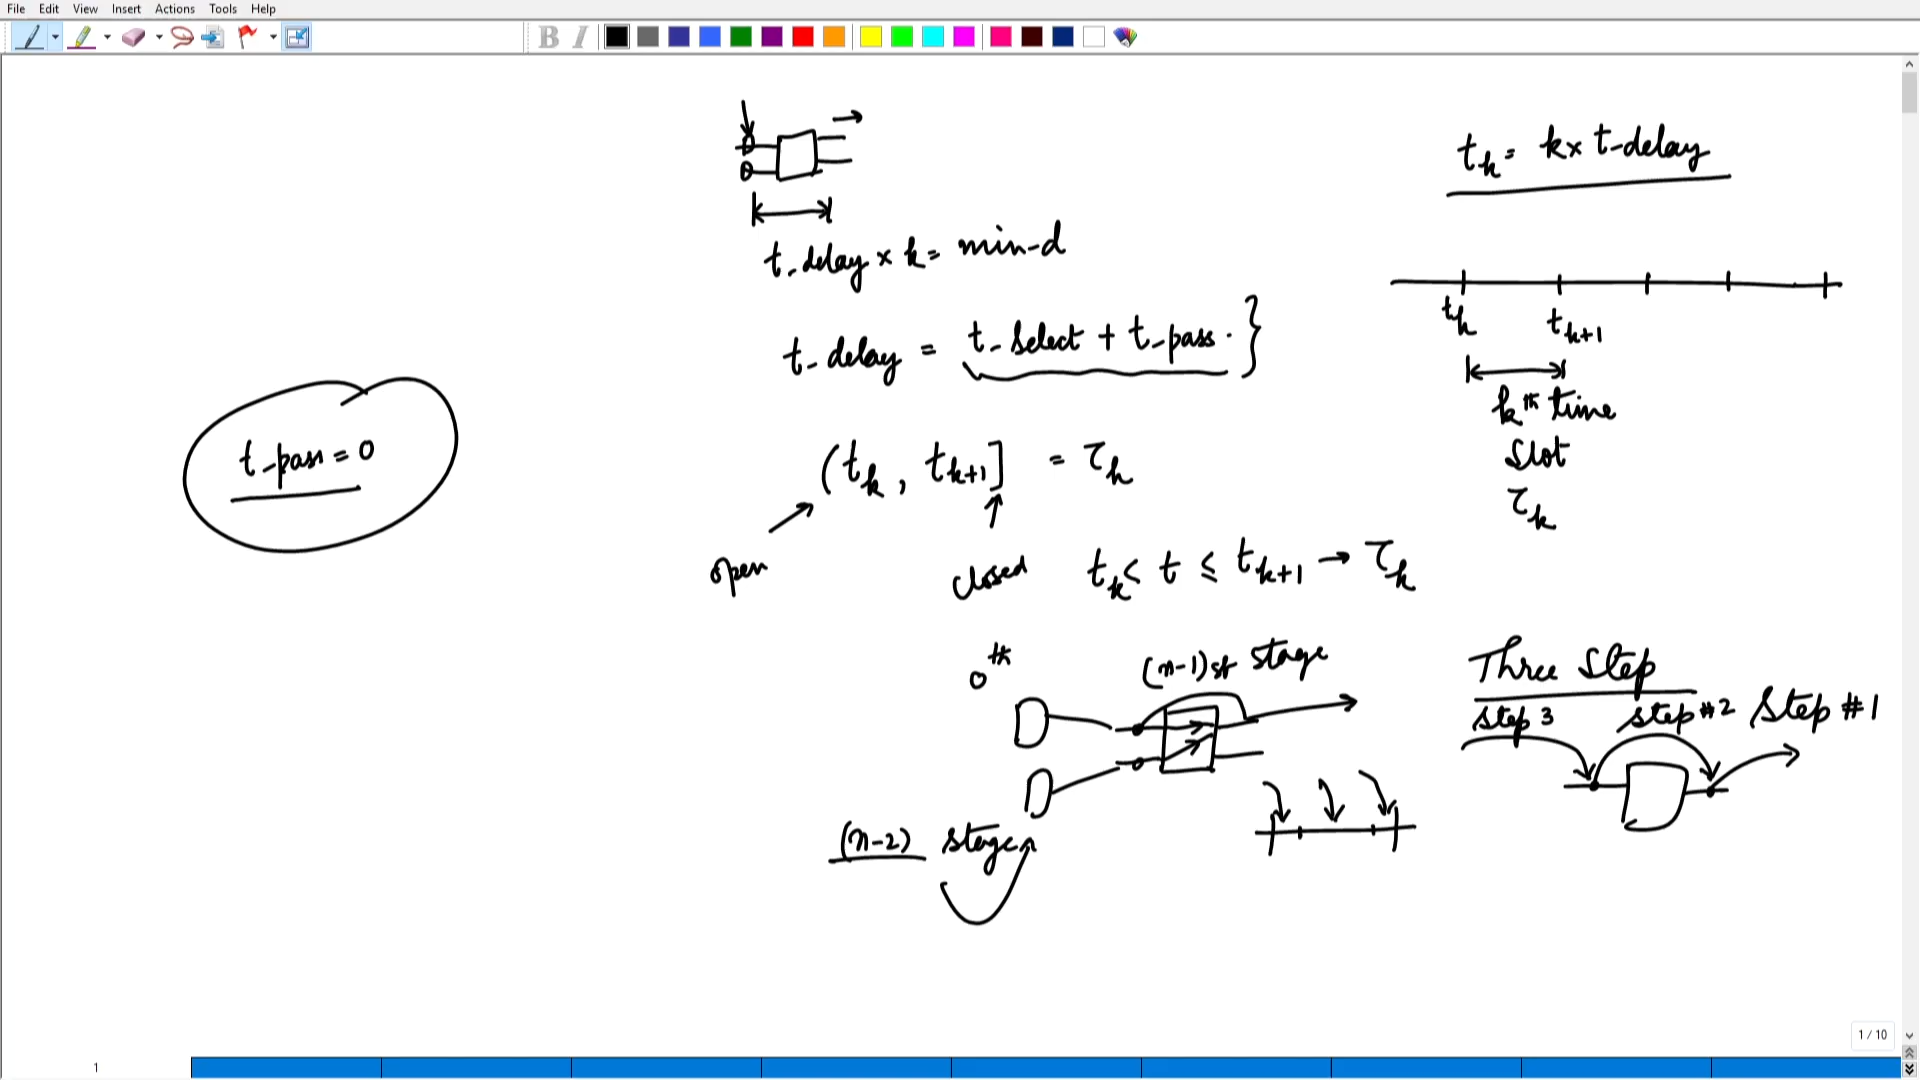 File Edit View Insert Actions Tools Help
B I
t_k = k x t-delay
t-delay x k = min-d
t_k t_k+1
t-delay = t-select + t-pass. }
k th time
slot
τ_k
t-pass = 0
(t_k, t_k+1] = τ_k
open
closed t_k < t ≤ t_k+1 → τ_k
0th (n-1)st stage
Three Step
step 3 step #2 Step #1
(n-2) stage
1 / 10
1